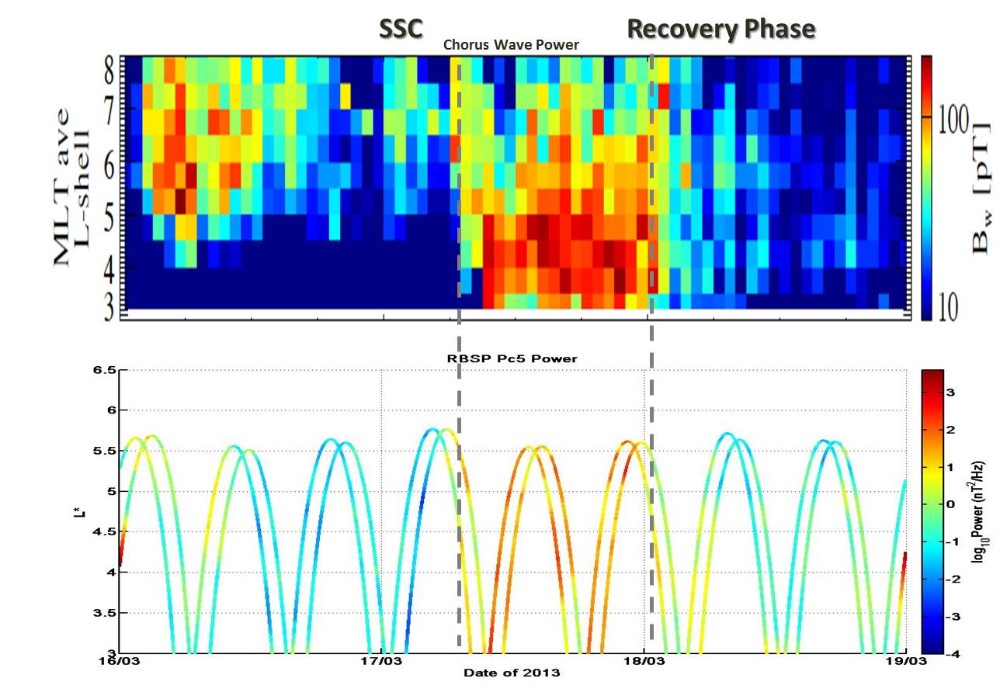 SSC
Recovery Phase
Chorus Wave Power
MLT ave
L-shell
8
7
6
5
4
3
100
10
B_w [pT]
RBSP Pc5 Power
6.5
6
5.5
5
4.5
4
3.5
3
L*
16/03
17/03
18/03
19/03
Date of 2013
3
2
1
0
-1
-2
-3
-4
log10Power (nT^2/Hz)